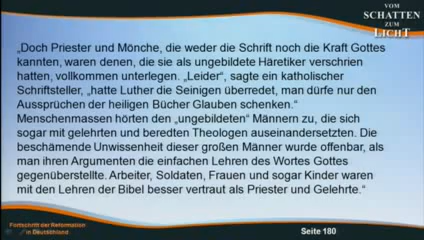 VOM
SCHATTEN
ZUM
LICHT
„Doch Priester und Mönche, die weder die Schrift noch die Kraft Gottes
kannten, waren denen, die sie als ungebildete Häretiker verschrien
hatten, vollkommen unterlegen. „Leider“, sagte ein katholischer
Schriftsteller, „hatte Luther die Seinigen überredet, man dürfe nur den
Aussprüchen der heiligen Bücher Glauben schenken.“
Menschenmassen hörten den „ungebildeten“ Männern zu, die sich
sogar mit gelehrten und beredten Theologen auseinandersetzten. Die
beschämende Unwissenheit dieser großen Männer wurde offenbar, als
man ihren Argumenten die einfachen Lehren des Wortes Gottes
gegenüberstellte. Arbeiter, Soldaten, Frauen und sogar Kinder waren
mit den Lehren der Bibel besser vertraut als Priester und Gelehrte.“
Fortschritt der Reformation
in Deutschland
Seite 180